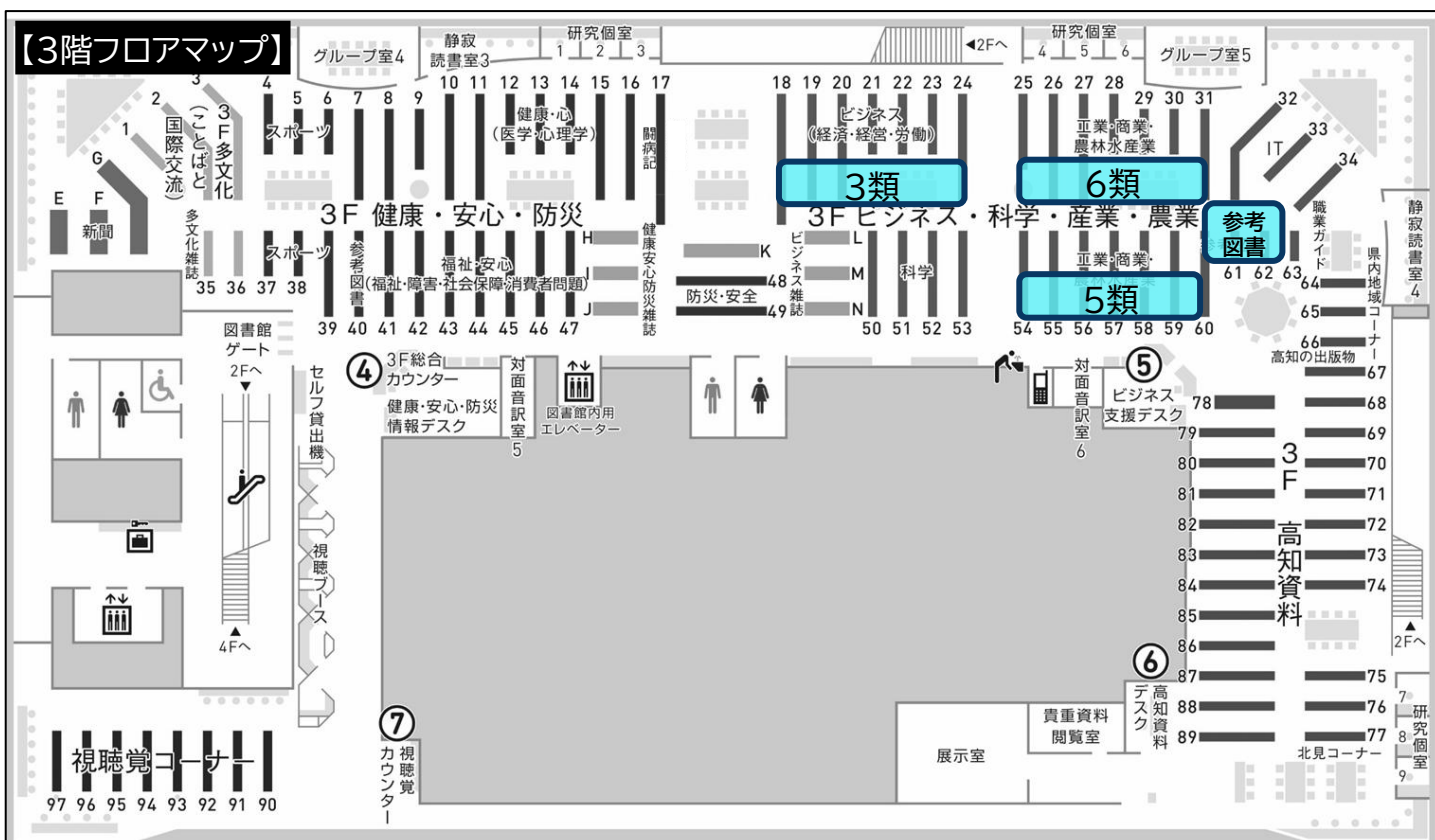 【3階フロアマップ】
グループ室4
静寂
読書室3
研究個室
1 2 3
◀2Fへ
研究個室
4 5 6
グループ室5
1 2 3 4 5 6 7 8 9 10 11 12 13 14 15 16 17
18 19 20 21 22 23 24
25 26 27 28 29 30 31
32 33 34
E F G
新聞
国際交流
3F多文化
(ことばと
スポーツ
健康・心
(医学・心理学)
闘病記
ビジネス
(経済・経営・労働)
工業・商業・
農林水産業
IT
3類
6類
参考
図書
職業ガイド
静寂読書室4
3F 健康・安心・防災
3F ビジネス・科学・産業・農業
多文化雑誌
スポーツ
参考図書
福祉・安心
(福祉・障害・社会保障・消費者問題)
H
I
J
健康安心防災雑誌
K
48
防災・安全
49
ビジネス雑誌
L
M
N
科学
工業・商業・
5類
35 36 37 38
39 40 41 42 43 44 45 46 47
50 51 52 53
54 55 56 57 58 59 60
61 62 63
県内地域コーナー
64
65
66
高知の出版物
67
68
69
70
71
72
73
74
75
76
77
北見コーナー
図書館
ゲート
2Fへ
▼
セルフ貸出機
④
3F総合
カウンター
健康・安心・防災
情報デスク
対面音訳室5
図書館内用
エレベーター
対面音訳室6
⑤
ビジネス
支援デスク
78
79
80
81
82
83
84
85
86
87
88
89
3F 高知資料
▲
2Fへ
研究個室
7
8
9
▲
4Fへ
視聴ブース
⑥
高知資料
デスク
貴重資料
閲覧室
展示室
⑦
視聴覚
カウンター
視聴覚コーナー
97 96 95 94 93 92 91 90